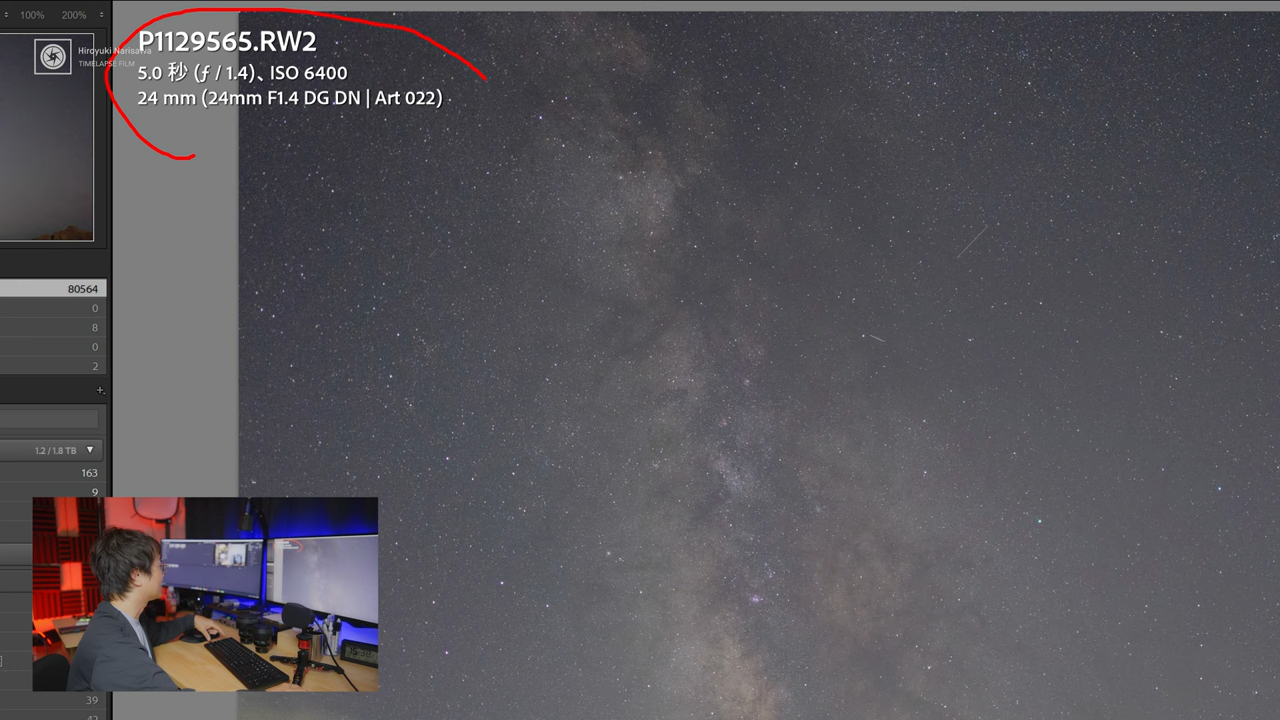 100% 200%
Hiroyuki Narisawa
TIMELAPSE FILM
P1129565.RW2
5.0 秒 (ƒ / 1.4)、ISO 6400
24 mm (24mm F1.4 DG DN | Art 022)
80564
0
8
0
2
1.2 / 1.8 TB
163
9
39